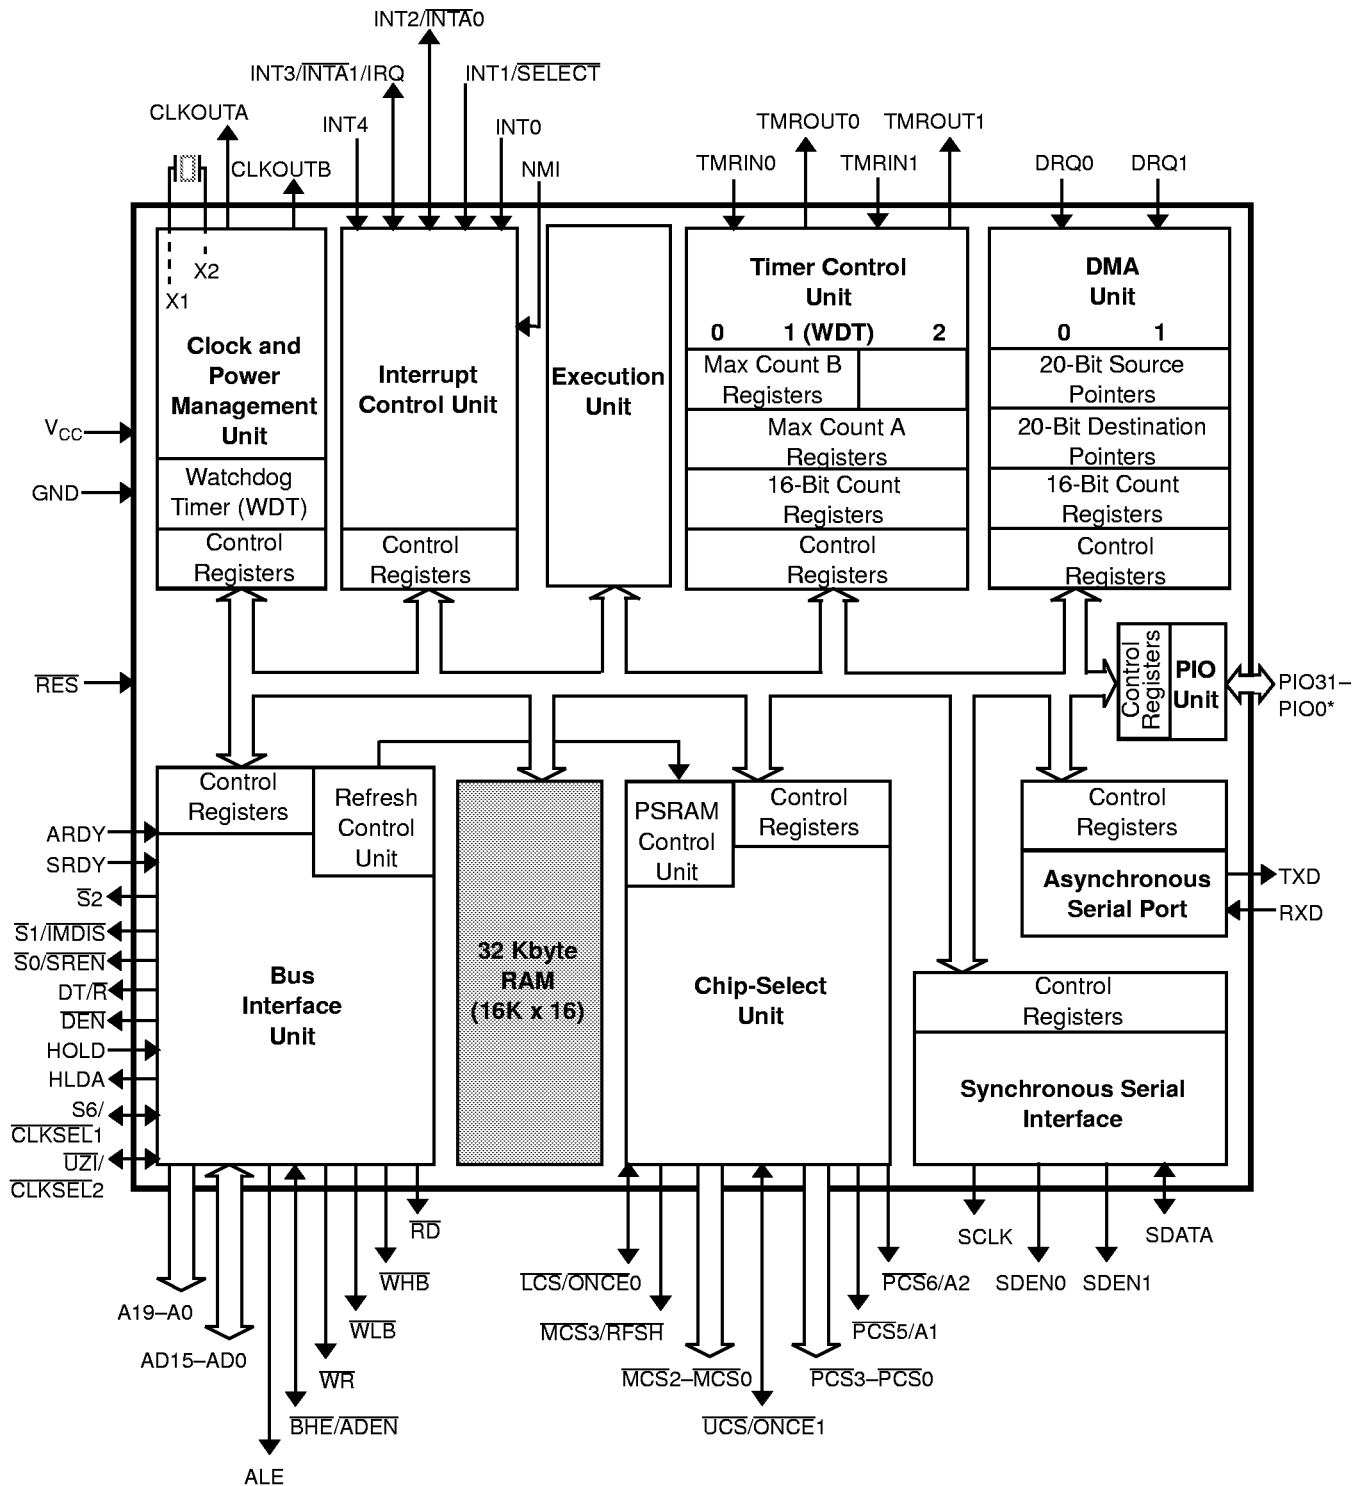 INT2/INTA0
INT3/INTA1/IRQ
INT1/SELECT
CLKOUTA
INT4
INT0
TMROUT0
TMROUT1
CLKOUTB
NMI
TMRIN0
TMRIN1
DRQ0
DRQ1
X2
X1
Clock and
Power
Management
Unit
Watchdog
Timer (WDT)
Control
Registers
Interrupt
Control Unit
Control
Registers
Execution
Unit
Timer Control
Unit
0 1 (WDT) 2
Max Count B
Registers
Max Count A
Registers
16-Bit Count
Registers
Control
Registers
DMA
Unit
0 1
20-Bit Source
Pointers
20-Bit Destination
Pointers
16-Bit Count
Registers
Control
Registers
VCC
GND
RES
Control
Registers
PIO
Unit
PIO31–
PIO0*
Control
Registers
Refresh
Control
Unit
Bus
Interface
Unit
32 Kbyte
RAM
(16K x 16)
PSRAM
Control
Unit
Control
Registers
Chip-Select
Unit
Control
Registers
Asynchronous
Serial Port
TXD
RXD
Control
Registers
Synchronous Serial
Interface
ARDY
SRDY
S2
S1/IMDIS
S0/SREN
DT/R
DEN
HOLD
HLDA
S6/
CLKSEL1
UZI/
CLKSEL2
RD
WHB
A19–A0
WLB
AD15–AD0
WR
BHE/ADEN
ALE
LCS/ONCE0
MCS3/RFSH
MCS2–MCS0
UCS/ONCE1
PCS6/A2
PCS5/A1
PCS3–PCS0
SCLK
SDEN0
SDEN1
SDATA